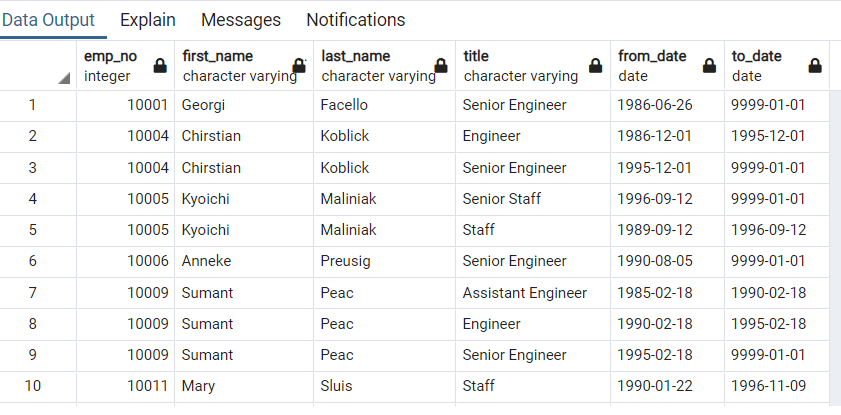 Data Output Explain Messages Notifications
emp_no first_name last_name title from_date to_date
integer character varying character varying character varying date date
1 10001 Georgi Facello Senior Engineer 1986-06-26 9999-01-01
2 10004 Chirstian Koblick Engineer 1986-12-01 1995-12-01
3 10004 Chirstian Koblick Senior Engineer 1995-12-01 9999-01-01
4 10005 Kyoichi Maliniak Senior Staff 1996-09-12 9999-01-01
5 10005 Kyoichi Maliniak Staff 1989-09-12 1996-09-12
6 10006 Anneke Preusig Senior Engineer 1990-08-05 9999-01-01
7 10009 Sumant Peac Assistant Engineer 1985-02-18 1990-02-18
8 10009 Sumant Peac Engineer 1990-02-18 1995-02-18
9 10009 Sumant Peac Senior Engineer 1995-02-18 9999-01-01
10 10011 Mary Sluis Staff 1990-01-22 1996-11-09